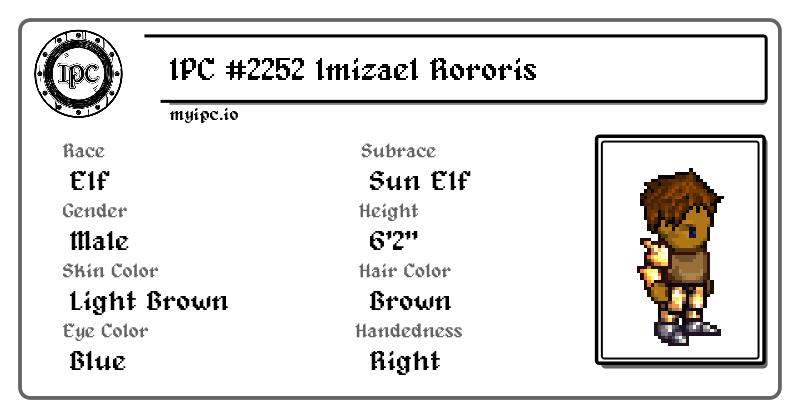 IPC
IPC #2252 Imizael Rororis
myipc.io
Race
Elf
Subrace
Sun Elf
Gender
Male
Height
6'2"
Skin Color
Light Brown
Hair Color
Brown
Eye Color
Blue
Handedness
Right